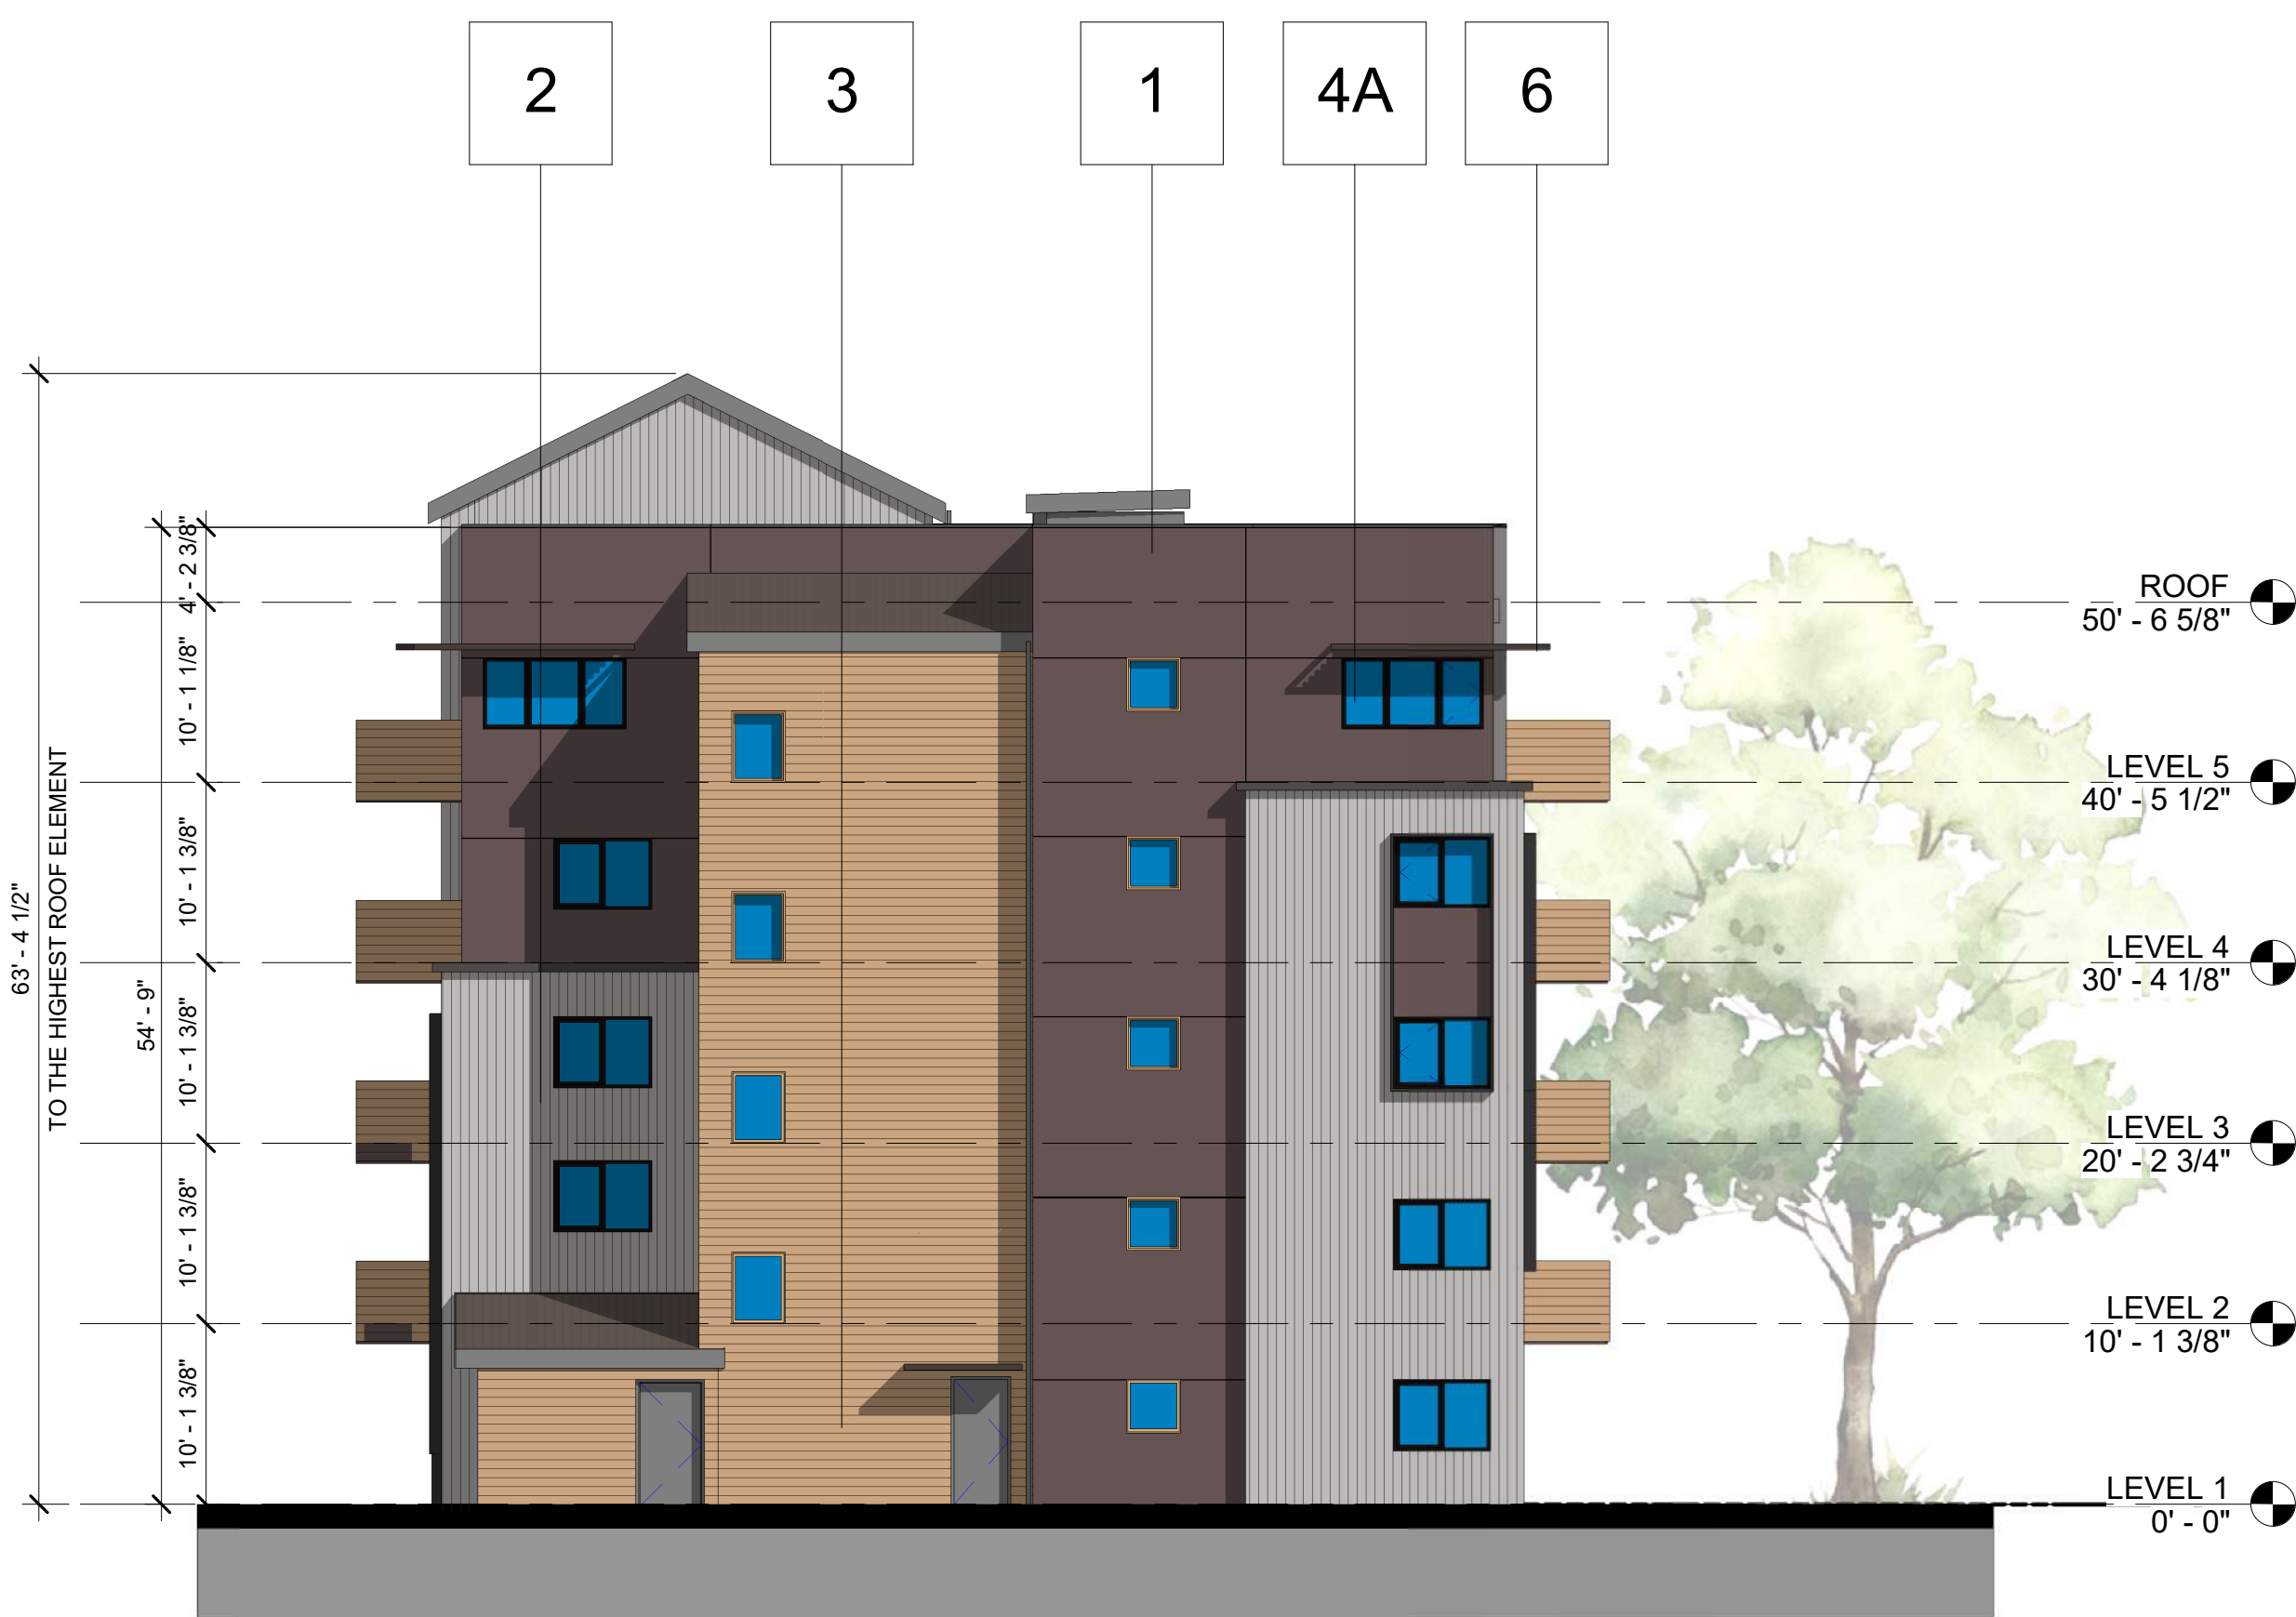 2
3
1
4A
6
63' - 4 1/2"
TO THE HIGHEST ROOF ELEMENT
54' - 9"
4' - 2 3/8"
10' - 1 1/8"
10' - 1 3/8"
10' - 1 3/8"
10' - 1 3/8"
10' - 1 3/8"
ROOF
50' - 6 5/8"
LEVEL 5
40' - 5 1/2"
LEVEL 4
30' - 4 1/8"
LEVEL 3
20' - 2 3/4"
LEVEL 2
10' - 1 3/8"
LEVEL 1
0' - 0"